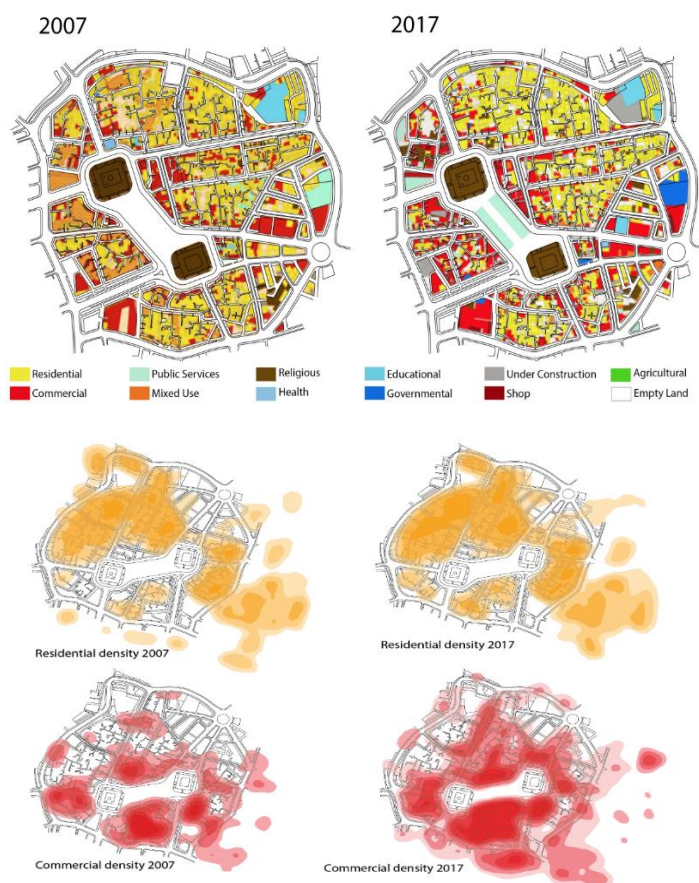 2007
2017
Residential
Public Services
Religious
Educational
Under Construction
Agricultural
Commercial
Mixed Use
Health
Governmental
Shop
Empty Land
Residential density 2007
Residential density 2017
Commercial density 2007
Commercial density 2017